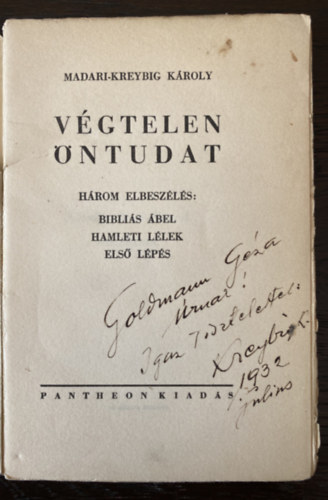 MADARI-KREYBIG KÁROLY
VÉGTELEN
ÖNTUDAT
HÁROM ELBESZÉLÉS:
BIBLIÁS ÁBEL
HAMLETI LÉLEK
ELSŐ LÉPÉS
Goldmann Géza
Úrnak!
Igaz Tisztelettel:
Kreybig K.
1932
július
PANTHEON KIADÁS